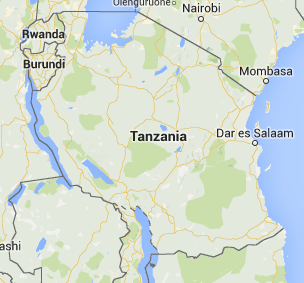 Olenguruone
Nairobi
Rwanda
Burundi
Mombasa
Tanzania
Dar es Salaam
ashi